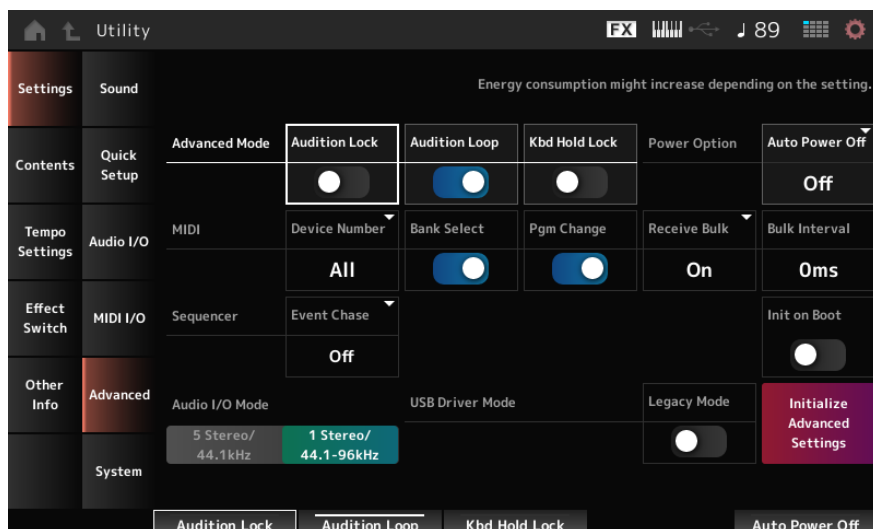 Utility
FX
89
Settings
Sound
Energy consumption might increase depending on the setting.
Contents
Quick
Setup
Advanced Mode
Audition Lock
Audition Loop
Kbd Hold Lock
Power Option
Auto Power Off
Off
Tempo
Settings
Audio I/O
MIDI
Device Number
All
Bank Select
Pgm Change
Receive Bulk
On
Bulk Interval
0ms
Effect
Switch
MIDI I/O
Sequencer
Event Chase
Off
Init on Boot
Other
Info
Advanced
Audio I/O Mode
5 Stereo/
44.1kHz
1 Stereo/
44.1-96kHz
USB Driver Mode
Legacy Mode
Initialize
Advanced
Settings
System
Audition Lock
Audition Loop
Kbd Hold Lock
Auto Power Off